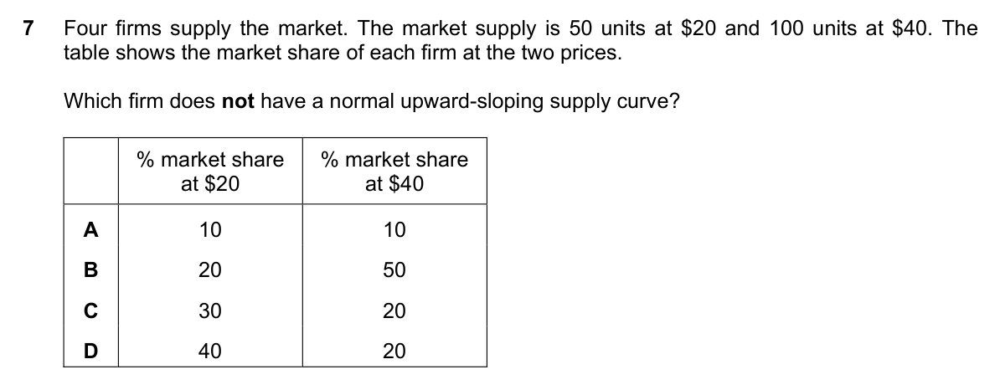 7 Four firms supply the market. The market supply is 50 units at $20 and 100 units at $40. The
table shows the market share of each firm at the two prices.
Which firm does not have a normal upward-sloping supply curve?
% market share at $20 % market share at $40
A 10 10
B 20 50
C 30 20
D 40 20